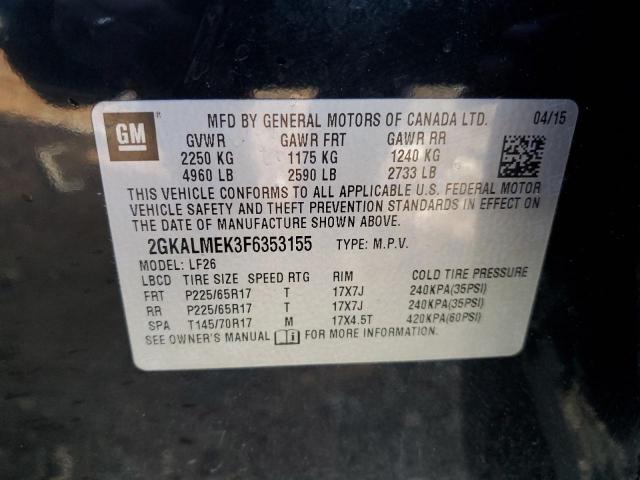 GM
MFD BY GENERAL MOTORS OF CANADA LTD. 04/15
GVWR GAWR FRT GAWR RR
2250 KG 1175 KG 1240 KG
4960 LB 2590 LB 2733 LB
THIS VEHICLE CONFORMS TO ALL APPLICABLE U.S. FEDERAL MOTOR
VEHICLE SAFETY AND THEFT PREVENTION STANDARDS IN EFFECT ON
THE DATE OF MANUFACTURE SHOWN ABOVE.
2GKALMEK3F6353155 TYPE: M.P.V.
MODEL: LF26
LBCD TIRE SIZE SPEED RTG RIM COLD TIRE PRESSURE
FRT P225/65R17 T 17X7J 240KPA(35PSI)
RR P225/65R17 T 17X7J 240KPA(35PSI)
SPA T145/70R17 M 17X4.5T 420KPA(60PSI)
SEE OWNER'S MANUAL FOR MORE INFORMATION.